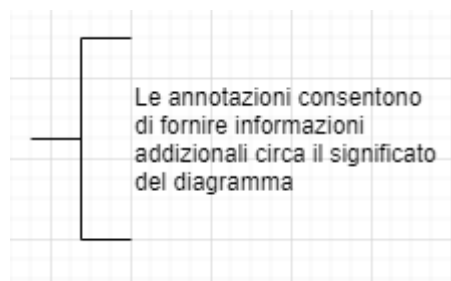 Le annotazioni consentono
di fornire informazioni
addizionali circa il significato
del diagramma